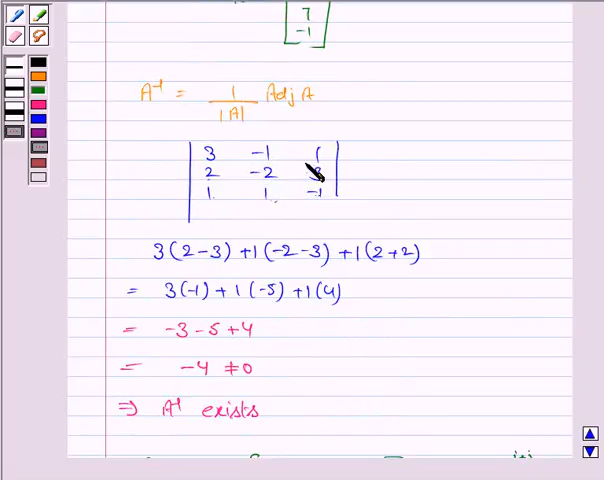 7
-1
A⁻¹ = 1/|A| Adj A
3 -1 1
2 -2 3
1 1 -1
3(2-3) +1(-2-3) +1(2+2)
= 3(-1) + 1(-5) +1(4)
= -3 -5 +4
= -4 ≠0
⇒ A⁻¹ exists